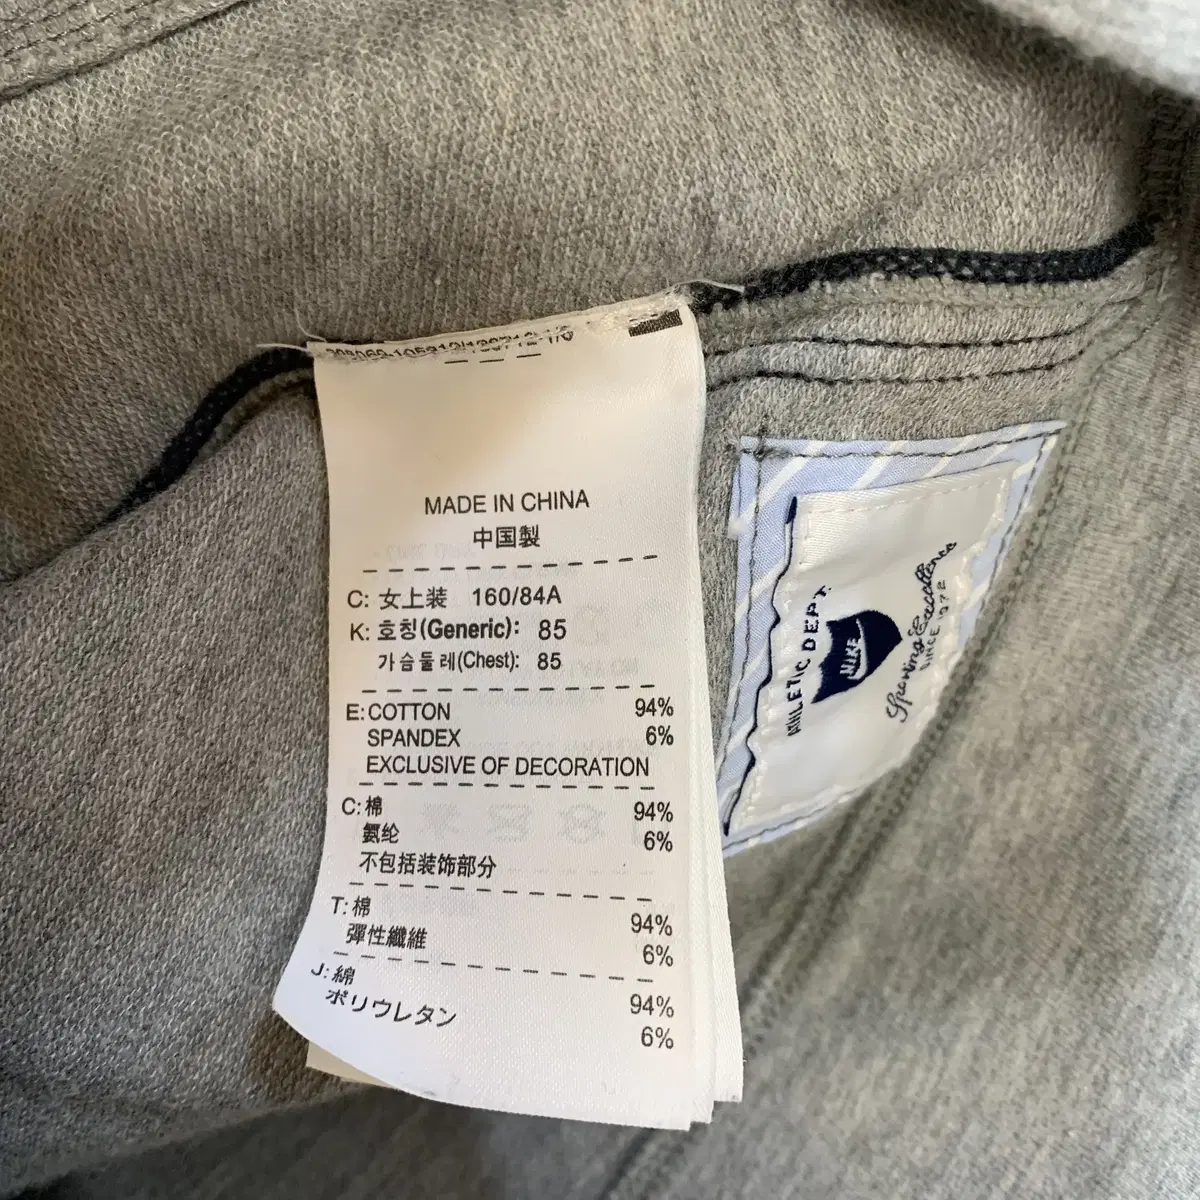 MADE IN CHINA
中国製
C: 女上装 160/84A
K: 호칭(Generic): 85
가슴둘레(Chest): 85
E: COTTON 94%
SPANDEX 6%
EXCLUSIVE OF DECORATION
C: 棉 94%
氨纶 6%
不包括装饰部分
T: 棉 94%
彈性纖維 6%
J: 綿 94%
ポリウレタン 6%
ATHLETIC DEPT.
NIKE
Sporting Excellence
SINCE 1972